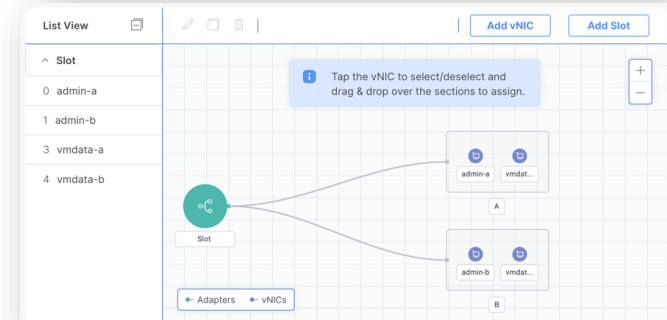 List View
Add vNIC
Add Slot
Slot
0 admin-a
1 admin-b
3 vmdata-a
4 vmdata-b
i Tap the vNIC to select/deselect and
drag & drop over the sections to assign.
+
−
admin-a vmdat...
A
Slot
admin-b vmdat...
B
Adapters vNICs